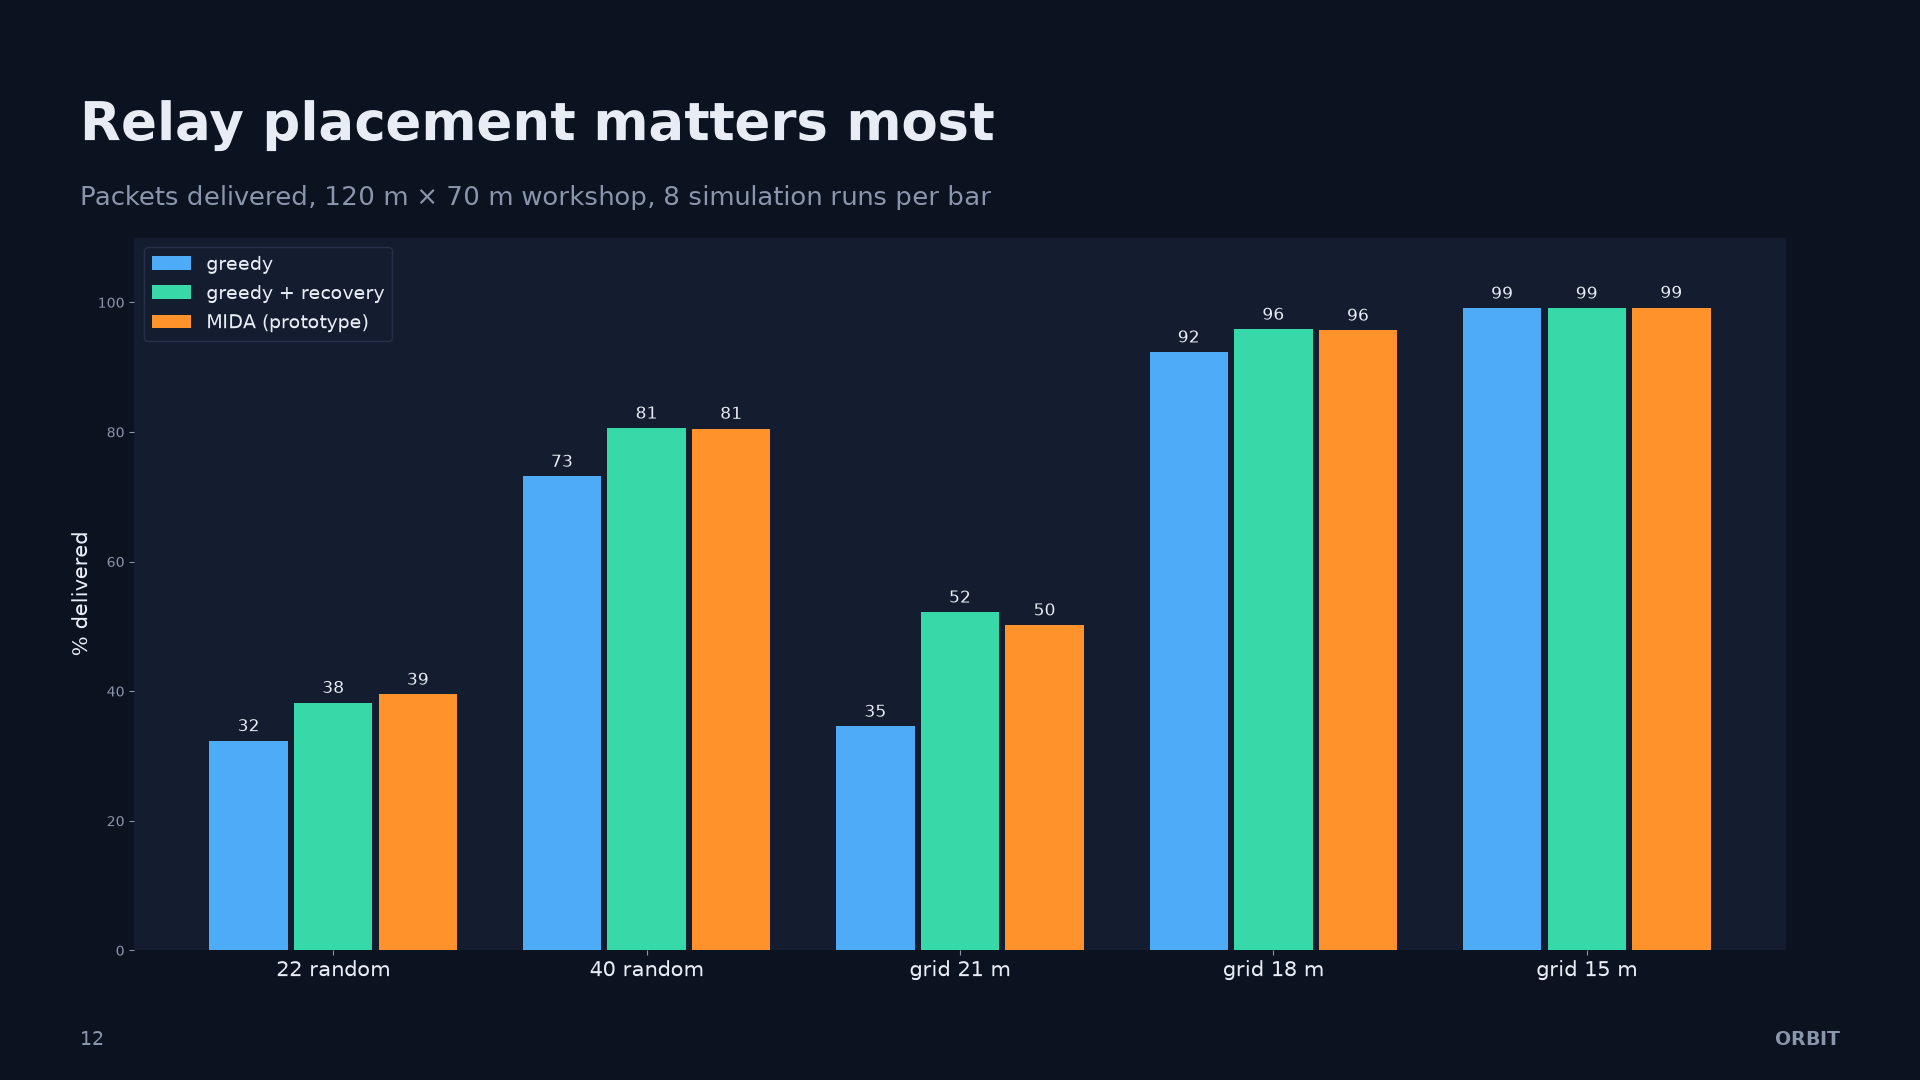 Relay placement matters most
Packets delivered, 120 m × 70 m workshop, 8 simulation runs per bar
greedy
greedy + recovery
MIDA (prototype)
% delivered
100
80
60
40
20
0
32
38
39
73
81
81
35
52
50
92
96
96
99
99
99
22 random
40 random
grid 21 m
grid 18 m
grid 15 m
12
ORBIT